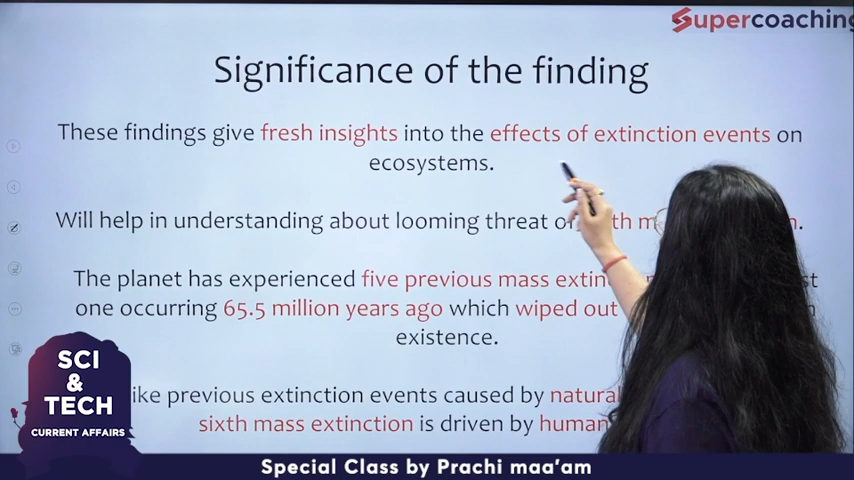 Supercoaching
Significance of the finding
These findings give fresh insights into the effects of extinction events on
ecosystems.
Will help in understanding about looming threat of
The planet has experienced five previous mass
one occurring 65.5 million years ago which wiped out
existence.
previous extinction events caused by natural
sixth mass extinction is driven by human
SCI
&
TECH
CURRENT AFFAIRS
Special Class by Prachi maa'am